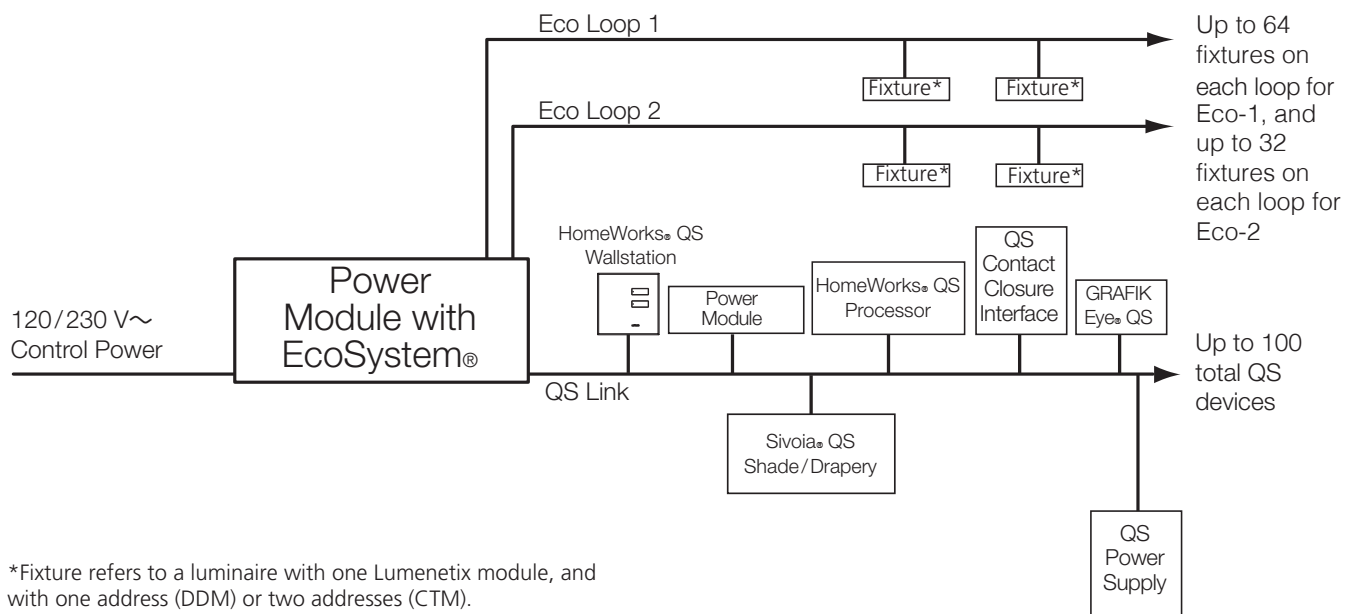 Eco Loop 1
Up to 64
fixtures on
each loop for
Eco-1, and
up to 32
fixtures on
each loop for
Eco-2
Fixture*
Fixture*
Eco Loop 2
Fixture*
Fixture*
HomeWorks® QS
Wallstation
Power
Module
HomeWorks® QS
Processor
QS
Contact
Closure
Interface
GRAFIK
Eye® QS
Power
Module with
EcoSystem®
120/230 V~
Control Power
QS Link
Up to 100
total QS
devices
Sivoia® QS
Shade/Drapery
QS
Power
Supply
*Fixture refers to a luminaire with one Lumenetix module, and
with one address (DDM) or two addresses (CTM).